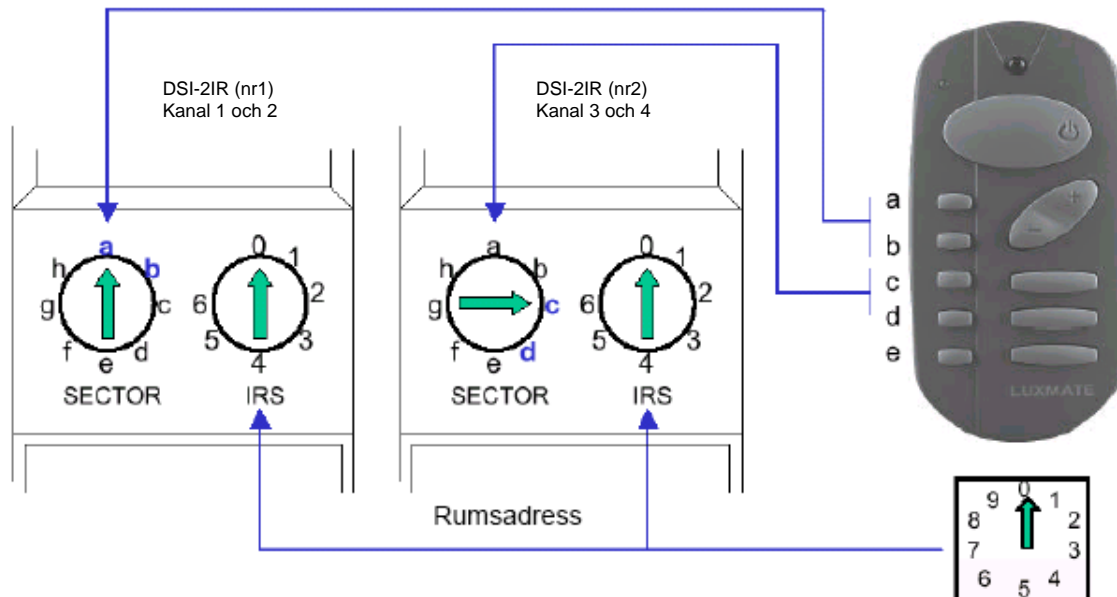 DSI-2IR (nr1)
Kanal 1 och 2
DSI-2IR (nr2)
Kanal 3 och 4
a
b
c
d
e
f
g
h
SECTOR
0
1
2
3
4
5
6
IRS
a
b
c
d
e
f
g
h
SECTOR
0
1
2
3
4
5
6
IRS
a
b
c
d
e
LUXMATE
Rumsadress
0
1
2
3
4
5
6
7
8
9